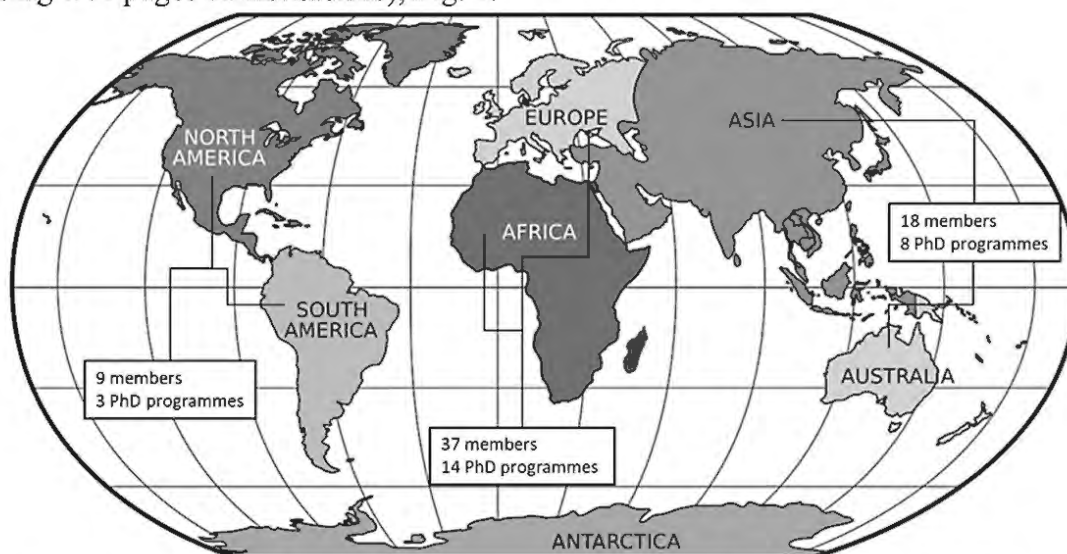 NORTH
AMERICA
EUROPE
ASIA
AFRICA
18 members
8 PhD programmes
SOUTH
AMERICA
9 members
3 PhD programmes
AUSTRALIA
37 members
14 PhD programmes
ANTARCTICA